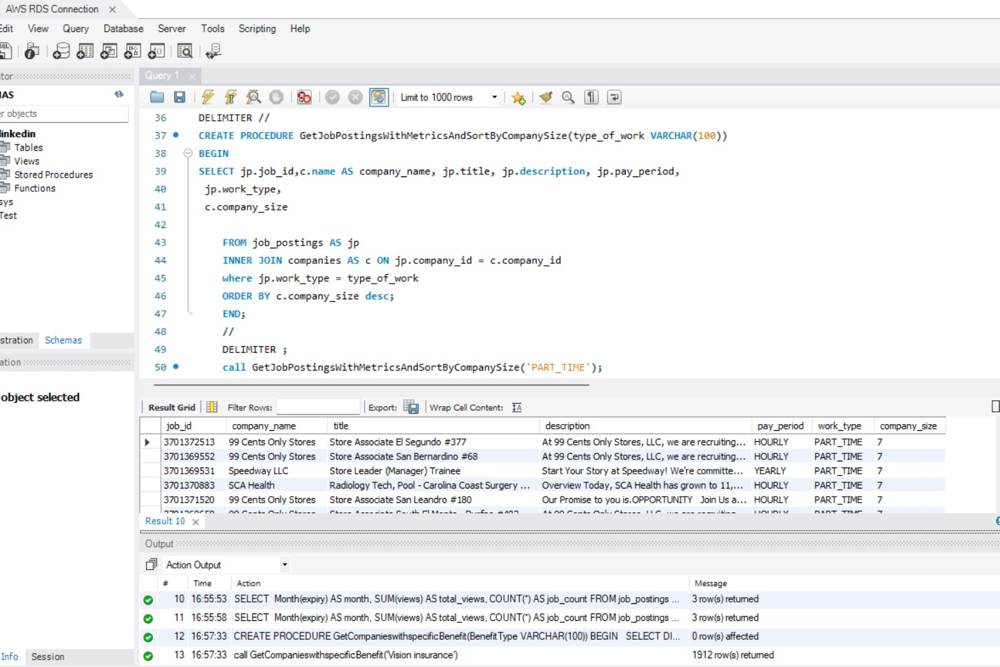 AWS RDS Connection
Edit View Query Database Server Tools Scripting Help
Query 1
Limit to 1000 rows
linkedin
Tables
Views
Stored Procedures
Functions
sys
Test
Schemas
object selected
Info Session
36 DELIMITER //
37 CREATE PROCEDURE GetJobPostingsWithMetricsAndSortByCompanySize(type_of_work VARCHAR(100))
38 BEGIN
39 SELECT jp.job_id,c.name AS company_name, jp.title, jp.description, jp.pay_period,
40 jp.work_type,
41 c.company_size
42
43 FROM job_postings AS jp
44 INNER JOIN companies AS c ON jp.company_id = c.company_id
45 where jp.work_type = type_of_work
46 ORDER BY c.company_size desc;
47 END;
48 //
49 DELIMITER ;
50 call GetJobPostingsWithMetricsAndSortByCompanySize('PART_TIME');
Result Grid Filter Rows: Export: Wrap Cell Content:
job_id company_name title description pay_period work_type company_size
3701372513 99 Cents Only Stores Store Associate El Segundo #377 At 99 Cents Only Stores, LLC, we are recruiting... HOURLY PART_TIME 7
3701369552 99 Cents Only Stores Store Associate San Bernardino #68 At 99 Cents Only Stores, LLC, we are recruiting... HOURLY PART_TIME 7
3701369531 Speedway LLC Store Leader (Manager) Trainee Start Your Story at Speedway! We're committe... YEARLY PART_TIME 7
3701370883 SCA Health Radiology Tech, Pool - Carolina Coast Surgery ... Overview Today, SCA Health has grown to 11,... HOURLY PART_TIME 7
3701371520 99 Cents Only Stores Store Associate San Leandro #180 Our Promise to you is.OPPORTUNITY Join Us a... HOURLY PART_TIME 7
Result 10
Output
Action Output
# Time Action Message
10 16:55:53 SELECT Month(expiry) AS month, SUM(views) AS total_views, COUNT(*) AS job_count FROM job_postings ... 3 row(s) returned
11 16:55:58 SELECT Month(expiry) AS month, SUM(views) AS total_views, COUNT(*) AS job_count FROM job_postings ... 3 row(s) returned
12 16:57:33 CREATE PROCEDURE GetCompanieswithspecificBenefit(BenefitType VARCHAR(100)) BEGIN SELECT DI... 0 row(s) affected
13 16:57:33 call GetCompanieswithspecificBenefit('Vision insurance') 1912 row(s) returned